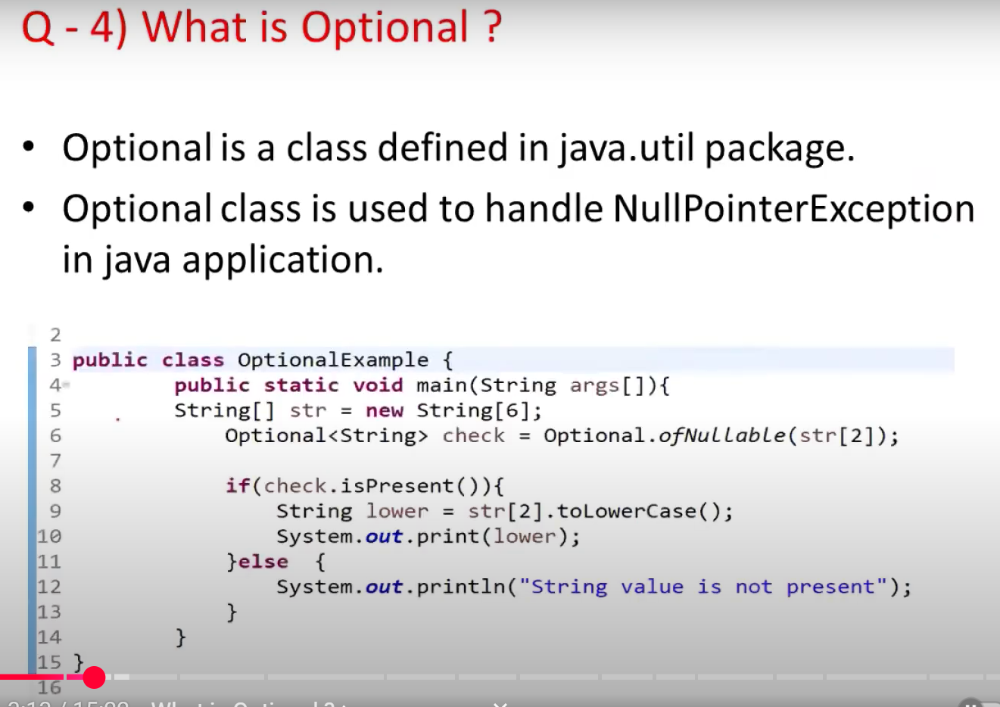 Q - 4) What is Optional ?
• Optional is a class defined in java.util package.
• Optional class is used to handle NullPointerException
in java application.
2
3 public class OptionalExample {
4 public static void main(String args[]){
5 String[] str = new String[6];
6 Optional<String> check = Optional.ofNullable(str[2]);
7
8 if(check.isPresent()){
9 String lower = str[2].toLowerCase();
10 System.out.print(lower);
11 }else {
12 System.out.println("String value is not present");
13 }
14 }
15 }
16